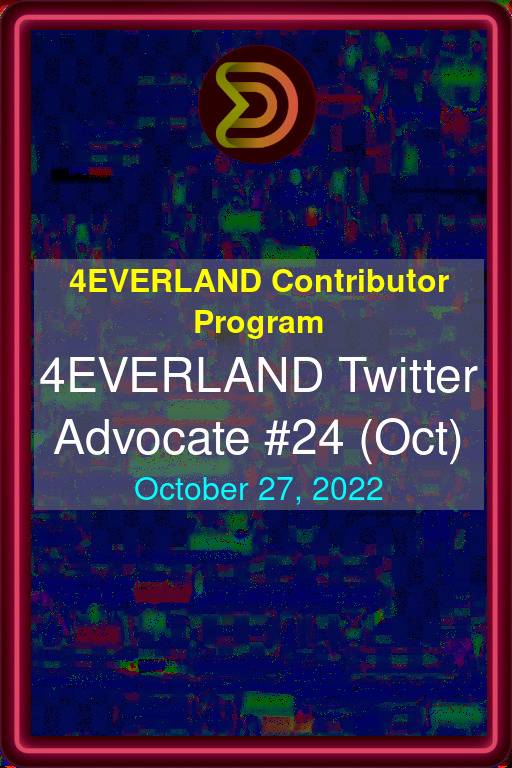 4EVERLAND Contributor
Program
4EVERLAND Twitter
Advocate #24 (Oct)
October 27, 2022